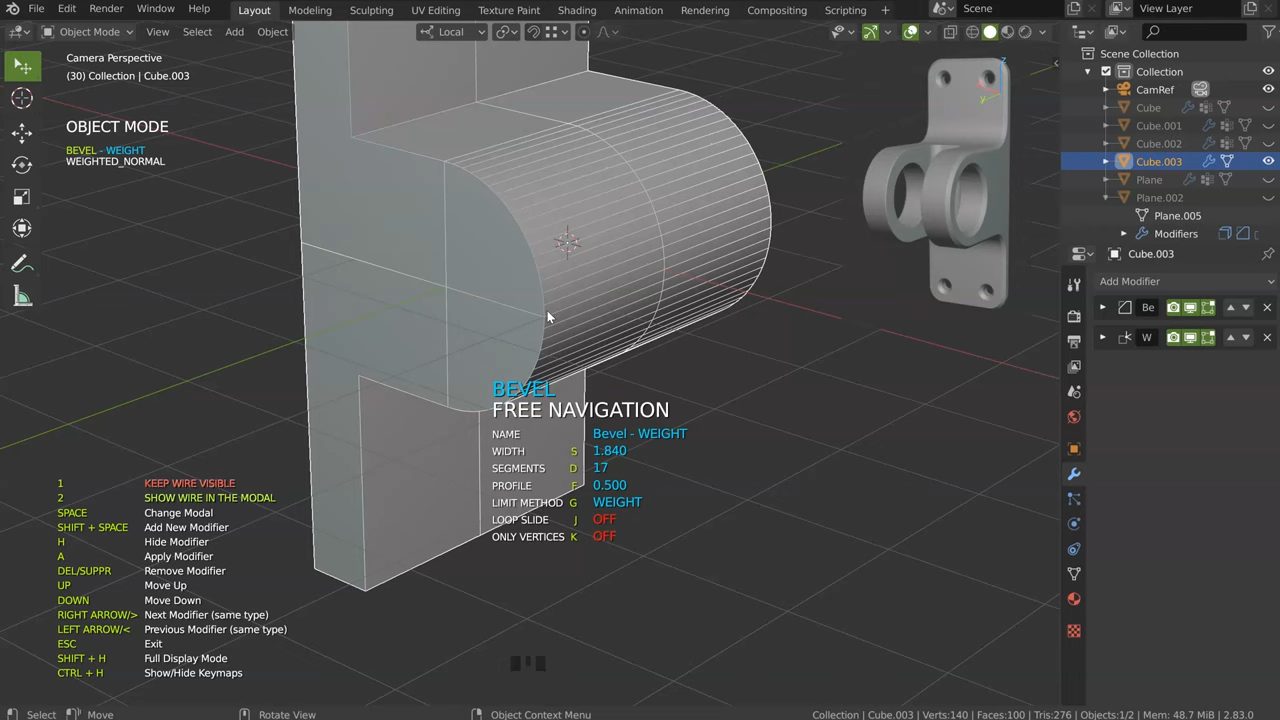 File Edit Render Window Help
Layout Modeling Sculpting UV Editing Texture Paint Shading Animation Rendering Compositing Scripting +
Scene
View Layer
Object Mode View Select Add Object
Local
Camera Perspective
(30) Collection | Cube.003
OBJECT MODE
BEVEL - WEIGHT
WEIGHTED_NORMAL
z
y
Scene Collection
Collection
CamRef
Cube
Cube.001
Cube.002
Cube.003
Plane
Plane.002
Plane.005
Modifiers
Cube.003
Add Modifier
Be
W
BEVEL
FREE NAVIGATION
NAME Bevel - WEIGHT
WIDTH S 1.840
SEGMENTS D 17
PROFILE F 0.500
LIMIT METHOD G WEIGHT
LOOP SLIDE J OFF
ONLY VERTICES K OFF
1 KEEP WIRE VISIBLE
2 SHOW WIRE IN THE MODAL
SPACE Change Modal
SHIFT + SPACE Add New Modifier
H Hide Modifier
A Apply Modifier
DEL/SUPPR Remove Modifier
UP Move Up
DOWN Move Down
RIGHT ARROW/> Next Modifier (same type)
LEFT ARROW/< Previous Modifier (same type)
ESC Exit
SHIFT + H Full Display Mode
CTRL + H Show/Hide Keymaps
Select Move Rotate View Object Context Menu
Collection | Cube.003 | Verts:140 | Faces:100 | Tris:276 | Objects:1/2 | Mem: 48.7 MiB | 2.83.0